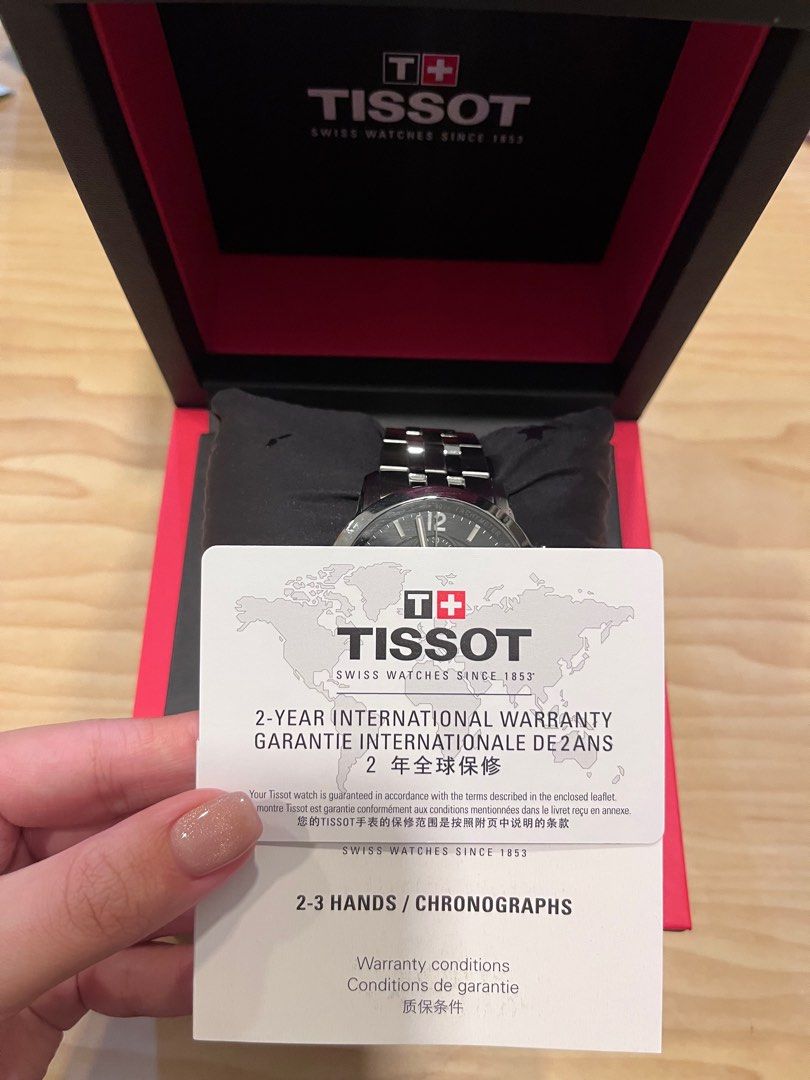 T+
TISSOT
SWISS WATCHES SINCE 1853
12
T+
TISSOT
SWISS WATCHES SINCE 1853
2-YEAR INTERNATIONAL WARRANTY
GARANTIE INTERNATIONALE DE 2 ANS
2 年全球保修
Your Tissot watch is guaranteed in accordance with the terms described in the enclosed leaflet.
montre Tissot est garantie conformément aux conditions mentionnées dans le livret reçu en annexe.
您的TISSOT手表的保修范围是按照附页中说明的条款
SWISS WATCHES SINCE 1853
2-3 HANDS / CHRONOGRAPHS
Warranty conditions
Conditions de garantie
质保条件